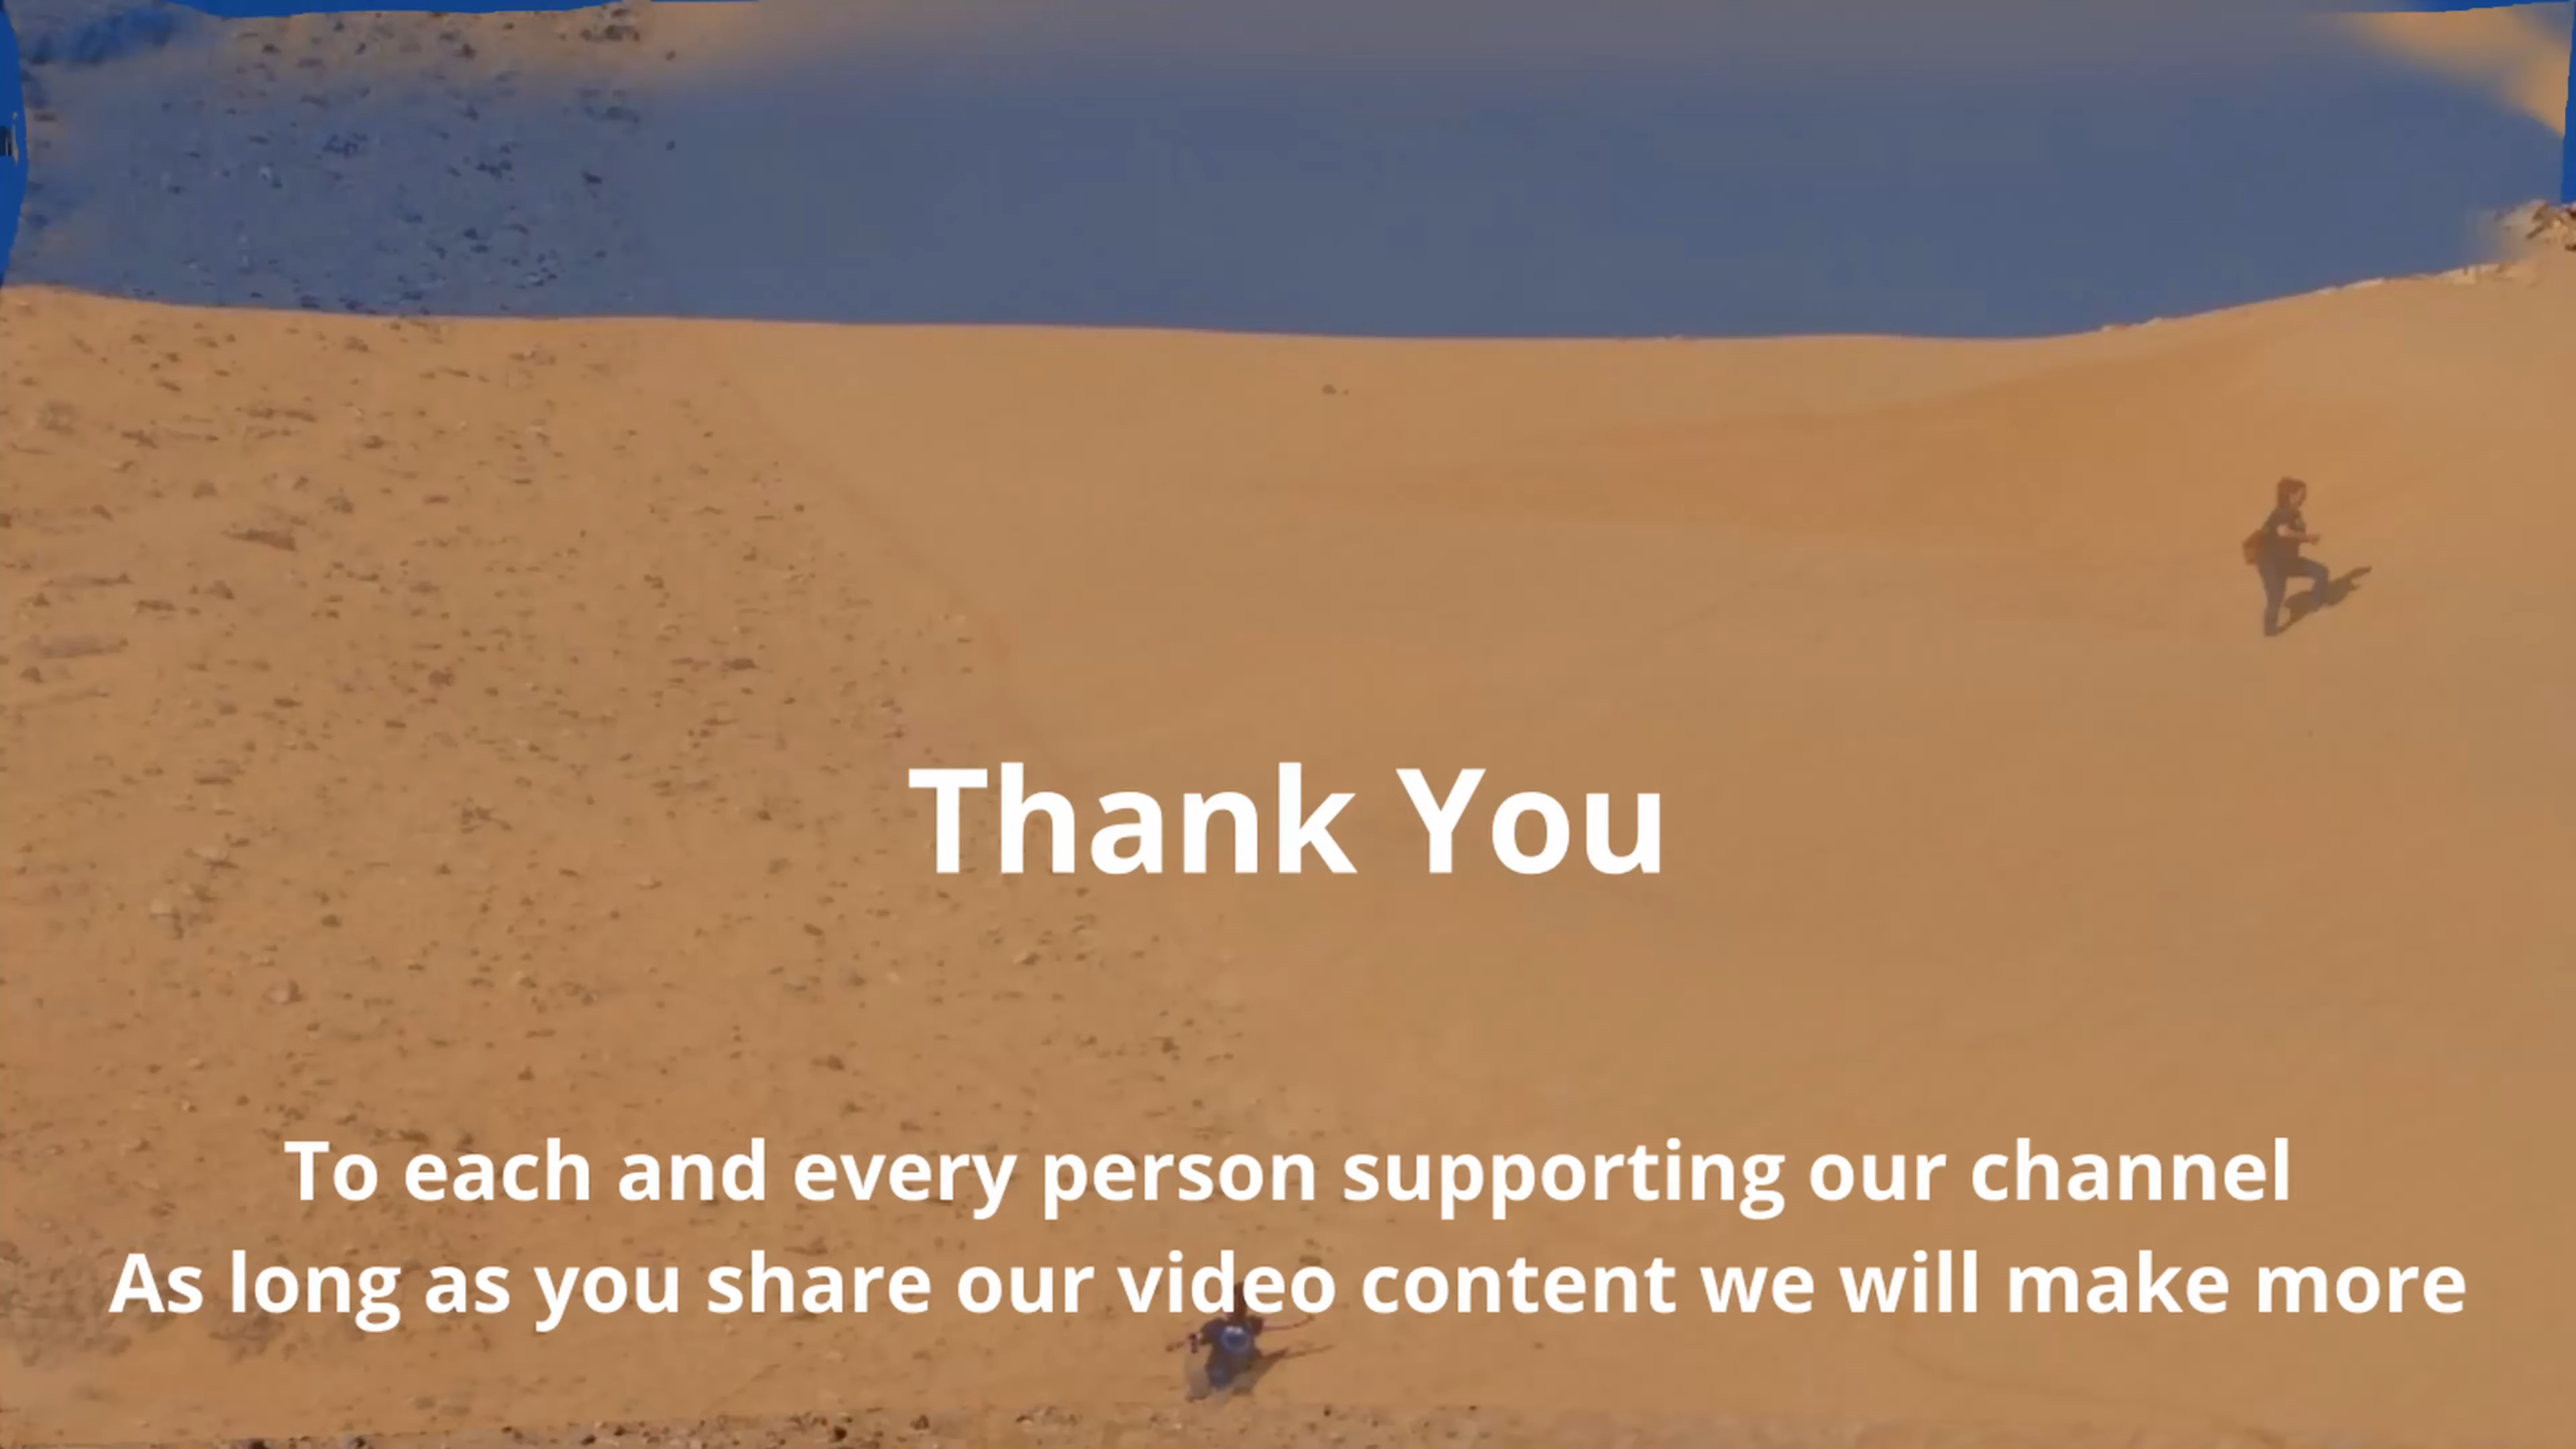 Thank You
To each and every person supporting our channel
As long as you share our video content we will make more